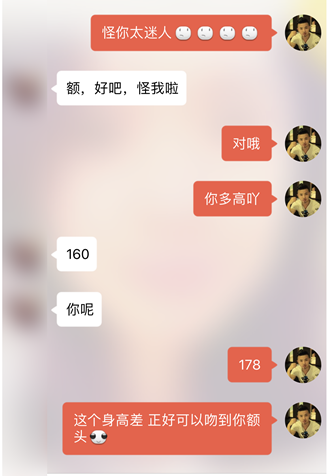 怪你太迷人
额，好吧，怪我啦
对哦
你多高吖
160
你呢
178
这个身高差 正好可以吻到你额
头